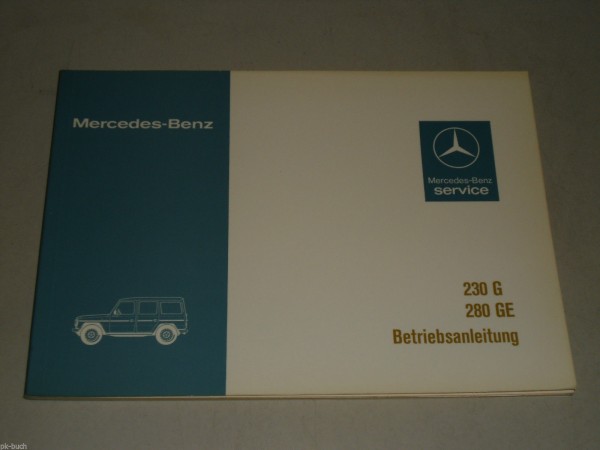 Mercedes-Benz
Mercedes-Benz
service
230 G
280 GE
Betriebsanleitung
pk-buch